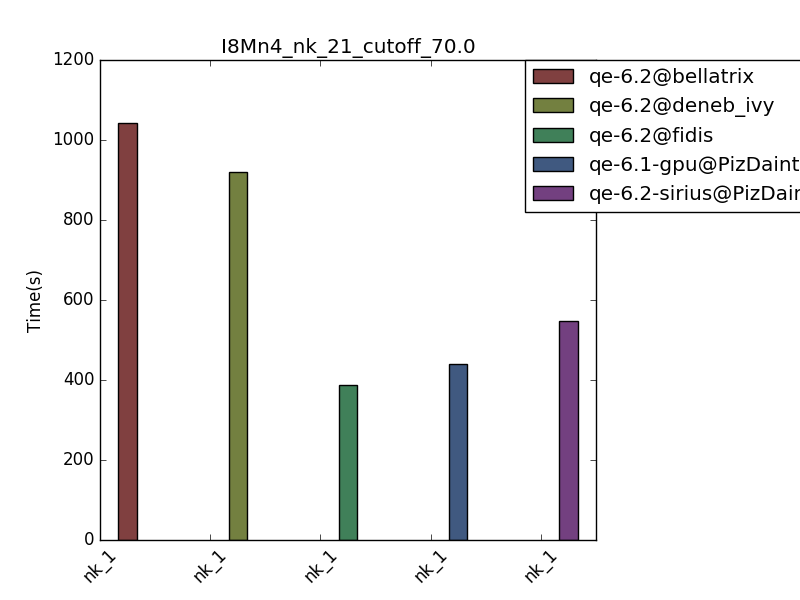 I8Mn4_nk_21_cutoff_70.0
qe-6.2@bellatrix
qe-6.2@deneb_ivy
qe-6.2@fidis
qe-6.1-gpu@PizDaint
qe-6.2-sirius@PizDain
1200
1000
800
600
400
200
0
Time(s)
nk_1
nk_1
nk_1
nk_1
nk_1